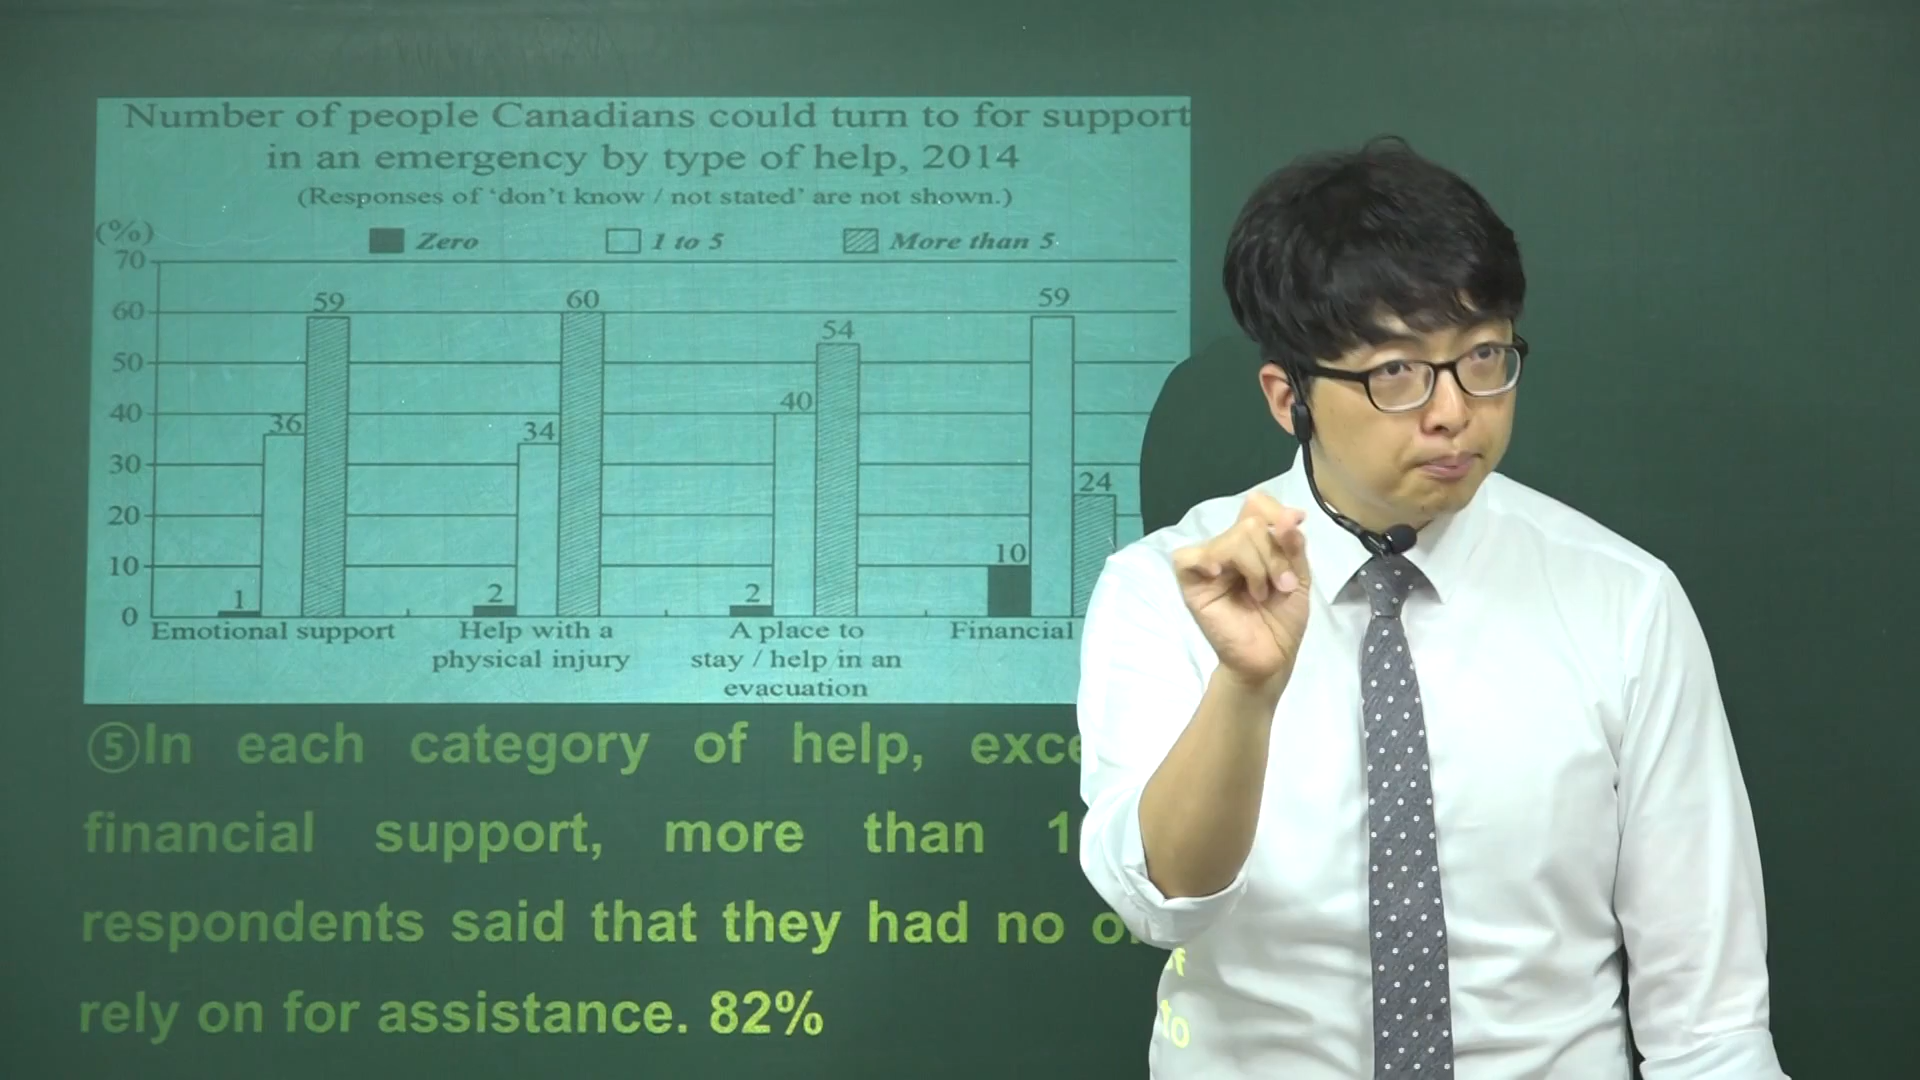 Number of people Canadians could turn to for support
in an emergency by type of help, 2014
(Responses of ‘don’t know / not stated’ are not shown.)
(%)
Zero 1 to 5 More than 5
70
60
50
40
30
20
10
0
1 36 59
2 34 60
2 40 54
10 59 24
Emotional support
Help with a
physical injury
A place to
stay / help in an
evacuation
Financial
⑤In each category of help,
financial support, more than
respondents said that they had no
rely on for assistance. 82%
to